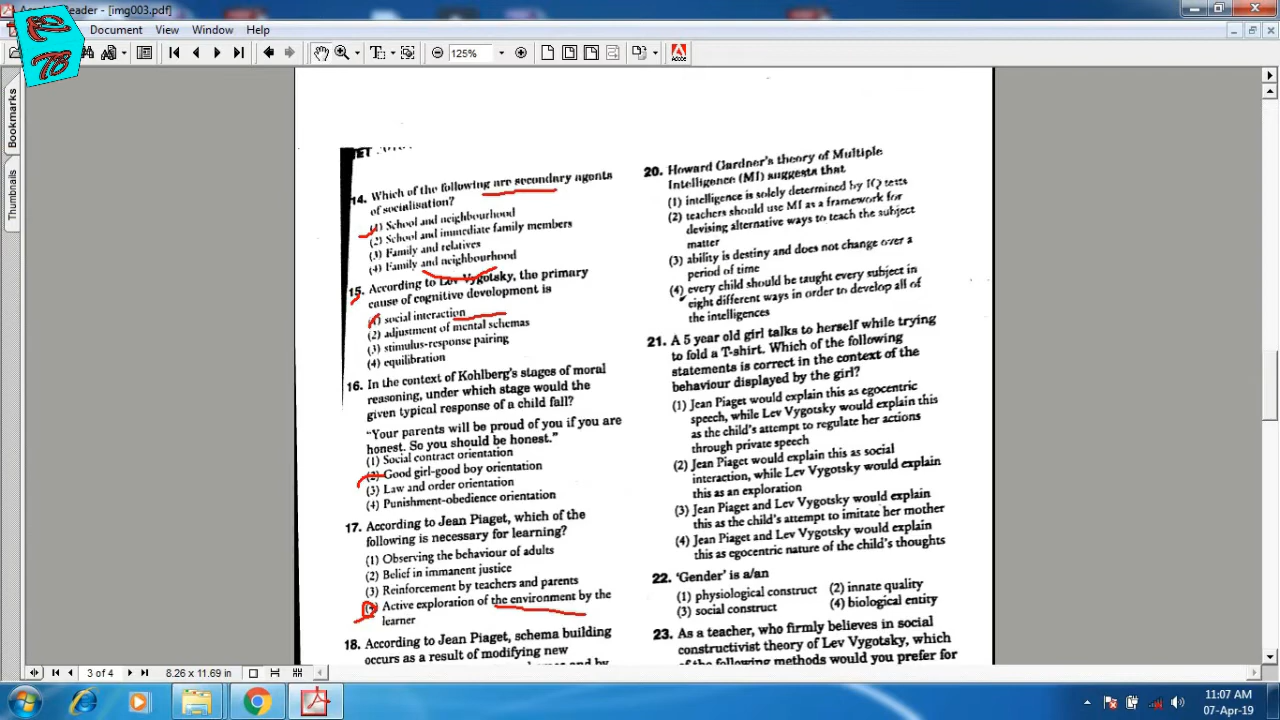 Reader - [img003.pdf]
Document View Window Help
125%
Adobe
Bookmarks
Thumbnails
14. Which of the following are secondary agents
of socialisation?
(1) School and neighbourhood
(2) School and immediate family members
(3) Family and relatives
(4) Family and neighbourhood
15. According to Lev Vygotsky, the primary
cause of cognitive development is
(1) social interaction
(2) adjustment of mental schemas
(3) stimulus-response pairing
(4) equilibration
16. In the context of Kohlberg's stages of moral
reasoning, under which stage would the
given typical response of a child fall?
"Your parents will be proud of you if you are
honest. So you should be honest."
(1) Social contract orientation
(2) Good girl-good boy orientation
(3) Law and order orientation
(4) Punishment-obedience orientation
17. According to Jean Piaget, which of the
following is necessary for learning?
(1) Observing the behaviour of adults
(2) Belief in immanent justice
(3) Reinforcement by teachers and parents
Active exploration of the environment by the
learner
18. According to Jean Piaget, schema building
occurs as a result of modifying new
and by
20. Howard Gardner's theory of Multiple
Intelligence (MI) suggests that
(1) intelligence is solely determined by IQ tests
(2) teachers should use MI as a framework for
devising alternative ways to teach the subject
matter
(3) ability is destiny and does not change over a
period of time
(4) every child should be taught every subject in
eight different ways in order to develop all of
the intelligences
21. A 5 year old girl talks to herself while trying
to fold a T-shirt. Which of the following
statements is correct in the context of the
behaviour displayed by the girl?
(1) Jean Piaget would explain this as egocentric
speech, while Lev Vygotsky would explain this
as the child's attempt to regulate her actions
through private speech
(2) Jean Piaget would explain this as social
interaction, while Lev Vygotsky would explain
this as an exploration
(3) Jean Piaget and Lev Vygotsky would explain
this as the child's attempt to imitate her mother
(4) Jean Piaget and Lev Vygotsky would explain
this as egocentric nature of the child's thoughts
22. 'Gender' is a/an
(1) physiological construct (2) innate quality
(3) social construct (4) biological entity
23. As a teacher, who firmly believes in social
constructivist theory of Lev Vygotsky, which
of the following methods would you prefer for
3 of 4
8.26 x 11.69 in
11:07 AM
07-Apr-19